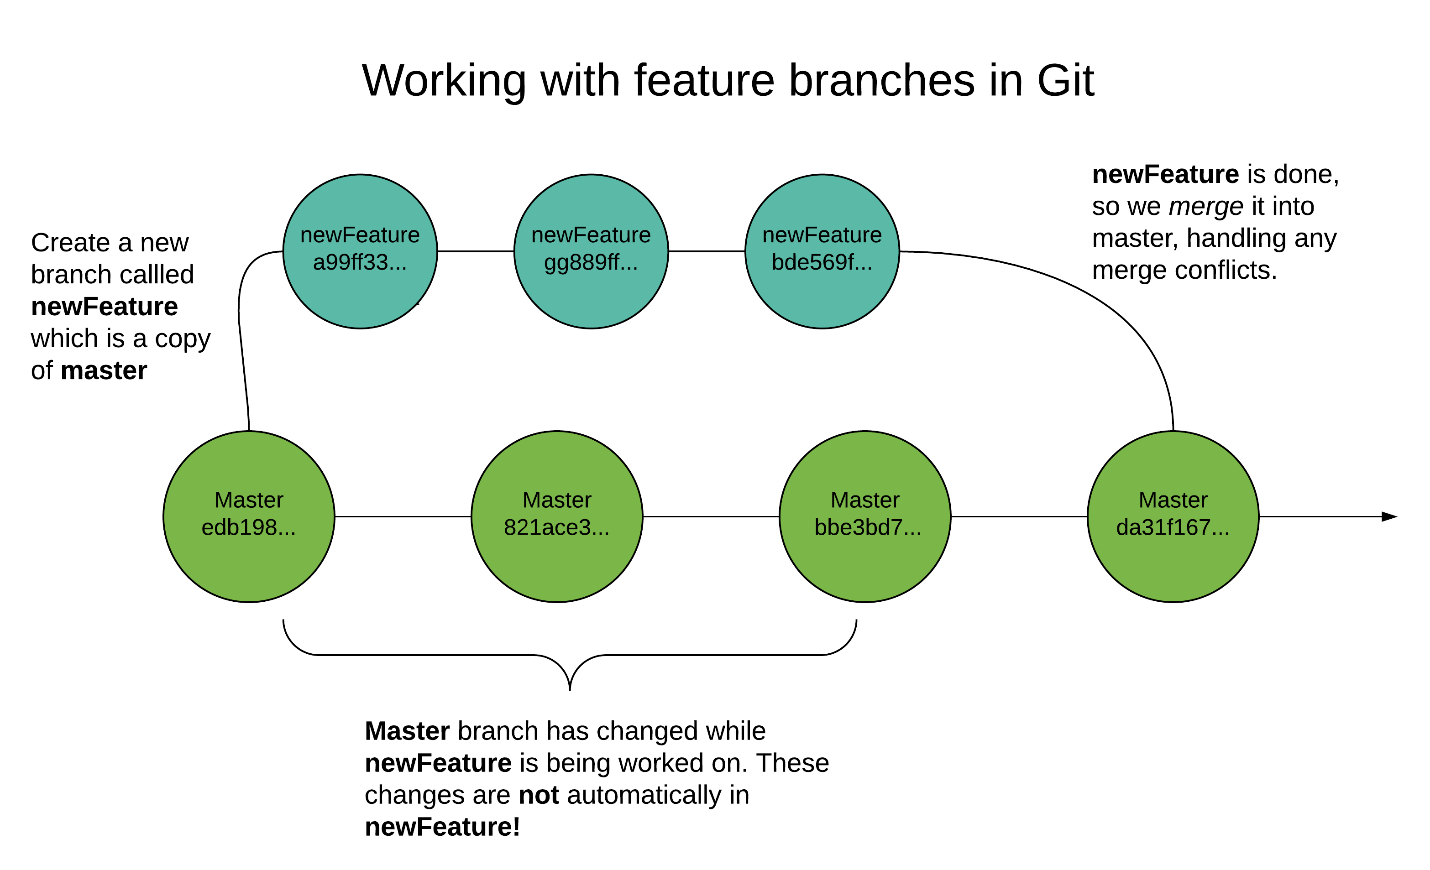 Working with feature branches in Git
newFeature is done,
so we merge it into
master, handling any
merge conflicts.
Create a new
branch callled
newFeature
which is a copy
of master
newFeature
a99ff33...
newFeature
gg889ff...
newFeature
bde569f...
Master
edb198...
Master
821ace3...
Master
bbe3bd7...
Master
da31f167...
Master branch has changed while
newFeature is being worked on. These
changes are not automatically in
newFeature!